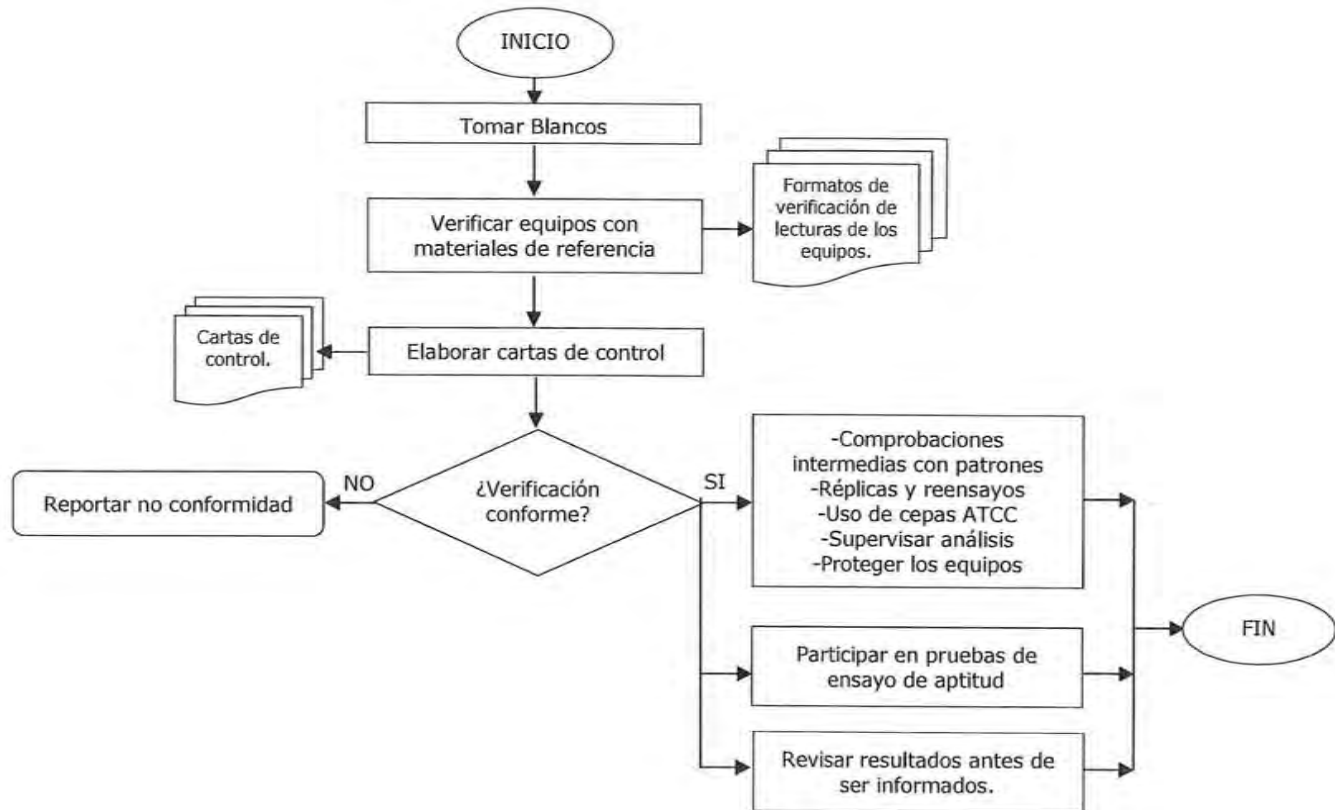 INICIO
Tomar Blancos
Verificar equipos con
materiales de referencia
Formatos de
verificación de
lecturas de los
equipos.
Cartas de
control.
Elaborar cartas de control
¿Verificación
conforme?
NO
SI
Reportar no conformidad
-Comprobaciones
intermedias con patrones
-Réplicas y reensayos
-Uso de cepas ATCC
-Supervisar análisis
-Proteger los equipos
Participar en pruebas de
ensayo de aptitud
Revisar resultados antes de
ser informados.
FIN